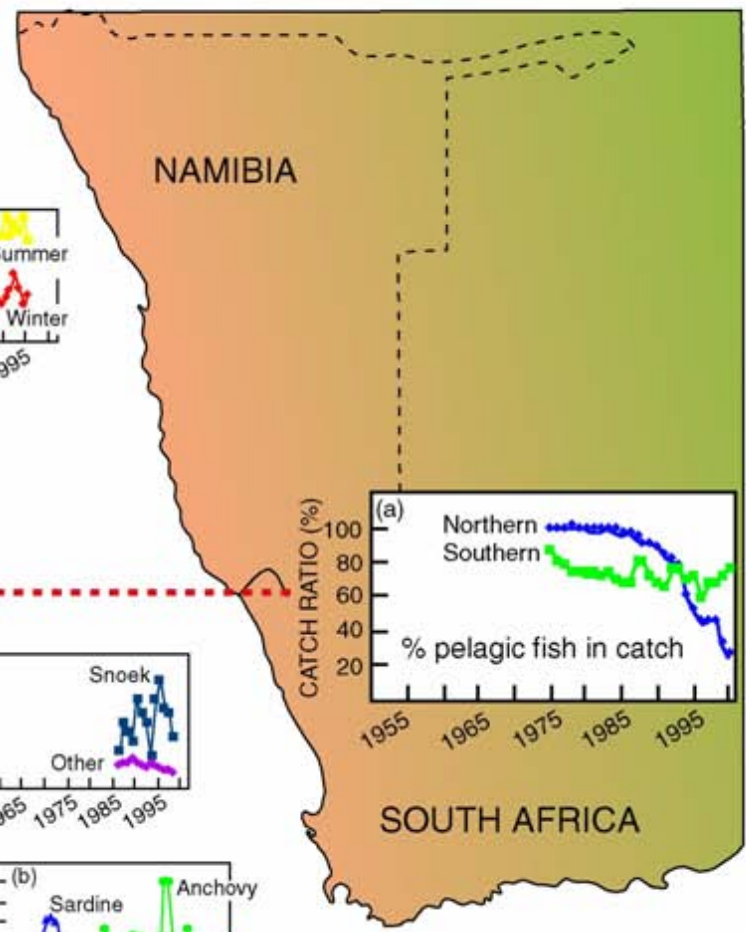 NAMIBIA
Summer
Winter
1995
(a)
Northern
Southern
CATCH RATIO (%)
100
80
60
40
20
% pelagic fish in catch
1955 1965 1975 1985 1995
Snoek
Other
1965 1975 1985 1995
SOUTH AFRICA
(b)
Anchovy
Sardine